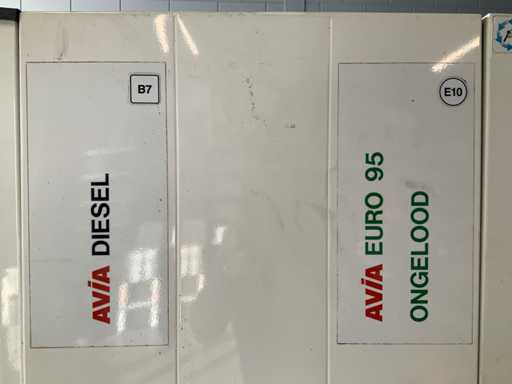 B7
AVIA DIESEL
E10
AVIA EURO 95
ONGELOOD